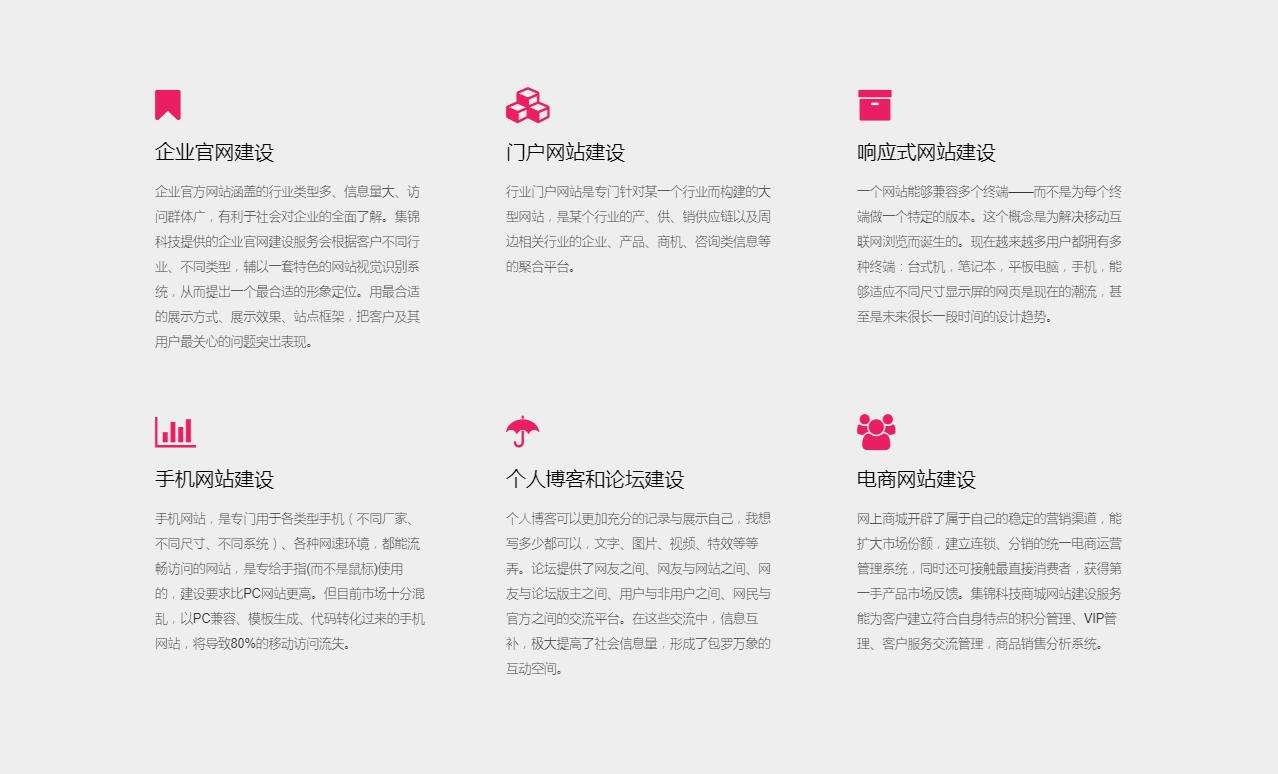 企业官网建设
企业官方网站涵盖的行业类型多、信息量大、访
问群体广，有利于社会对企业的全面了解。集锦
科技提供的企业官网建设服务会根据客户不同行
业、不同类型，辅以一套特色的网站视觉识别系
统，从而提出一个最合适的形象定位。用最合适
的展示方式、展示效果、站点框架，把客户及其
用户最关心的问题突出表现。
门户网站建设
行业门户网站是专门针对某一个行业而构建的大
型网站，是某个行业的产、供、销供应链以及周
边相关行业的企业、产品、商机、咨询类信息等
的聚合平台。
响应式网站建设
一个网站能够兼容多个终端——而不是为每个终
端做一个特定的版本。这个概念是为解决移动互
联网浏览而诞生的。现在越来越多用户都拥有多
种终端：台式机，笔记本，平板电脑，手机，能
够适应不同尺寸显示屏的网页是现在的潮流，甚
至是未来很长一段时间的设计趋势。
手机网站建设
手机网站，是专门用于各类型手机（不同厂家、
不同尺寸、不同系统）、各种网速环境，都能流
畅访问的网站，是专给手指(而不是鼠标)使用
的，建设要求比PC网站更高。但目前市场十分混
乱，以PC兼容、模板生成、代码转化过来的手机
网站，将导致80%的移动访问流失。
个人博客和论坛建设
个人博客可以更加充分的记录与展示自己，我想
写多少都可以，文字、图片、视频、特效等等
弄。论坛提供了网友之间、网友与网站之间、网
友与论坛版主之间、用户与非用户之间、网民与
官方之间的交流平台。在这些交流中，信息互
补，极大提高了社会信息量，形成了包罗万象的
互动空间。
电商网站建设
网上商城开辟了属于自己的稳定的营销渠道，能
扩大市场份额，建立连锁、分销的统一电商运营
管理系统，同时还可接触最直接消费者，获得第
一手产品市场反馈。集锦科技商城网站建设服务
能为客户建立符合自身特点的积分管理、VIP管
理、客户服务交流管理，商品销售分析系统。